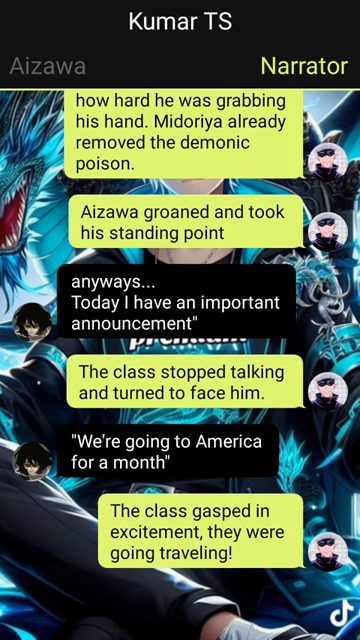 Kumar TS
Aizawa
Narrator
how hard he was grabbing
his hand. Midoriya already
removed the demonic
poison.
Aizawa groaned and took
his standing point
anyways...
Today I have an important
announcement"
premium
The class stopped talking
and turned to face him.
"We're going to America
for a month"
The class gasped in
excitement, they were
going traveling!